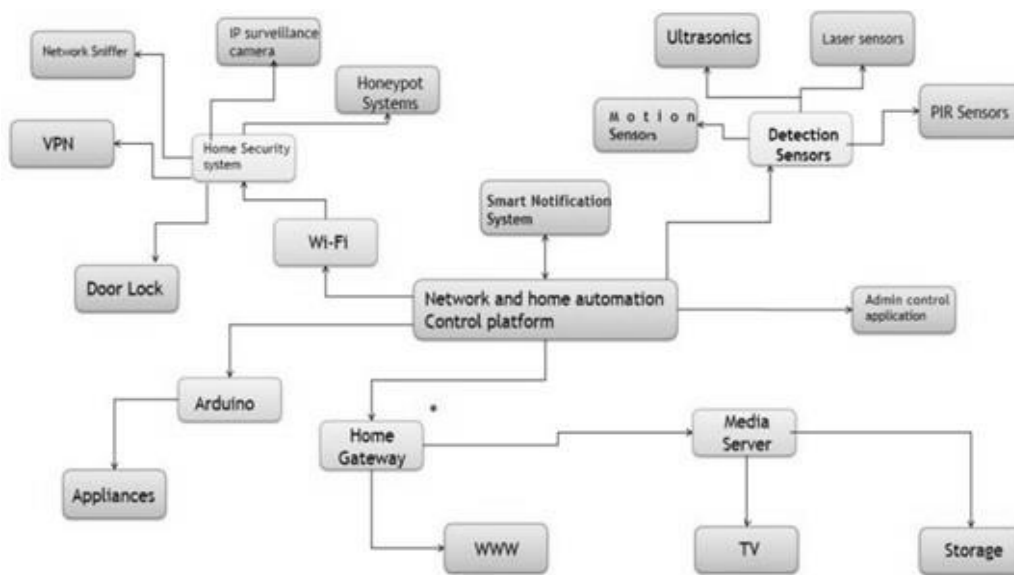 Network Sniffer
IP surveillance
camera
Honeypot
Systems
VPN
Home Security
system
Door Lock
Wi-Fi
Ultrasonics
Laser sensors
Motion
Sensors
Detection
Sensors
PIR Sensors
Smart Notification
System
Network and home automation
Control platform
Admin control
application
Arduino
Appliances
Home
Gateway
Media
Server
WWW
TV
Storage